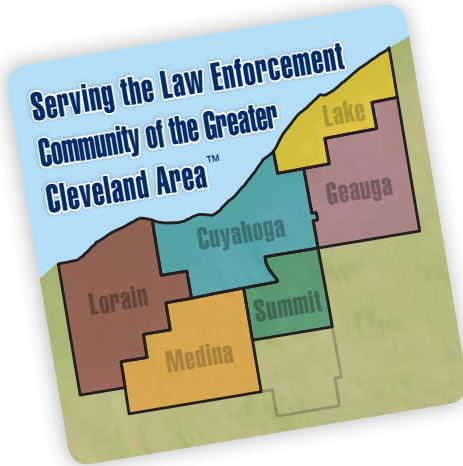 Serving the Law Enforcement
Community of the Greater
Cleveland Area™
Lake
Geauga
Cuyahoga
Lorain
Summit
Medina